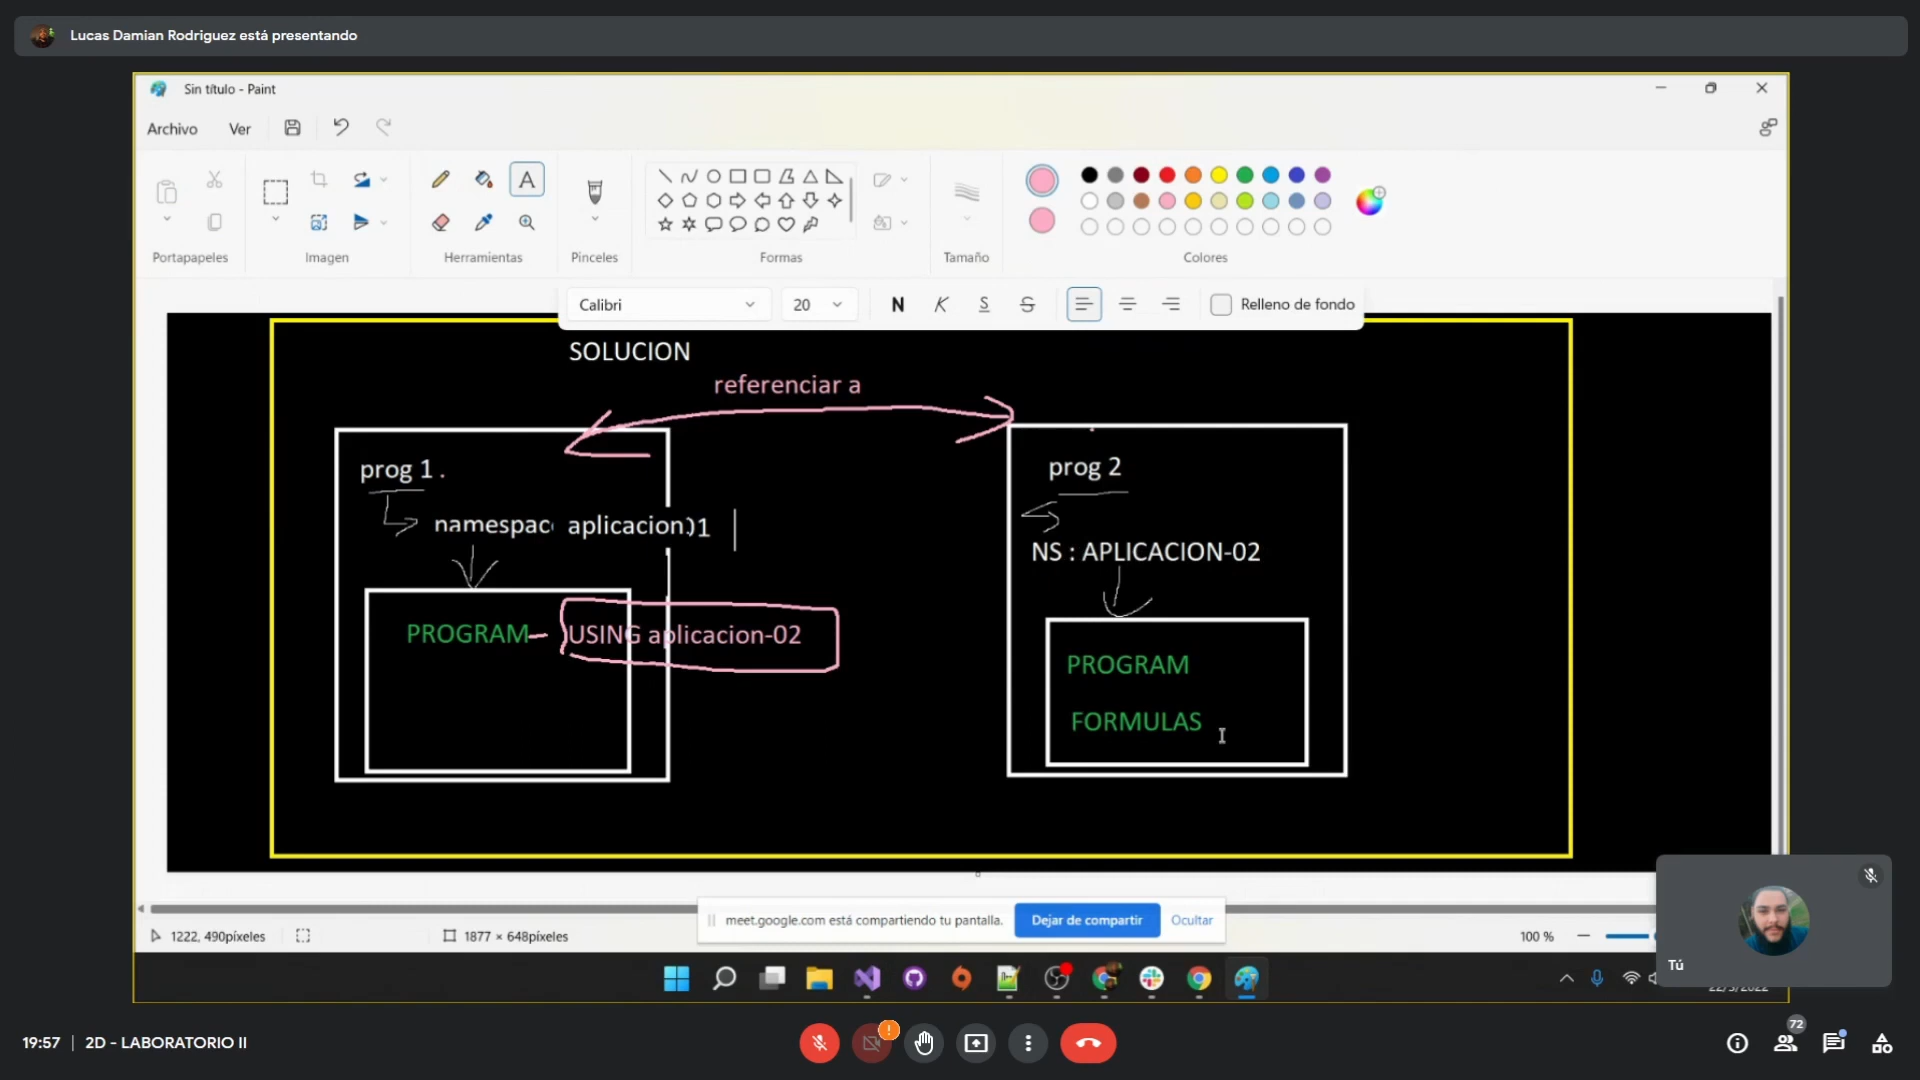 Lucas Damian Rodriguez está presentando
Sin título - Paint
Archivo Ver
Portapapeles
Imagen
Herramientas
Pinceles
Formas
Tamaño
Colores
Calibri
20
N K S S
Relleno de fondo
SOLUCION
referenciar a
prog 1 .
namespac aplicacion 1
PROGRAM
USING aplicacion-02
prog 2
NS : APLICACION-02
PROGRAM
FORMULAS
meet.google.com está compartiendo tu pantalla.
Dejar de compartir
Ocultar
1222, 490píxeles
1877 × 648píxeles
100 %
Tú
22/3/2022
19:57 | 2D - LABORATORIO II
72